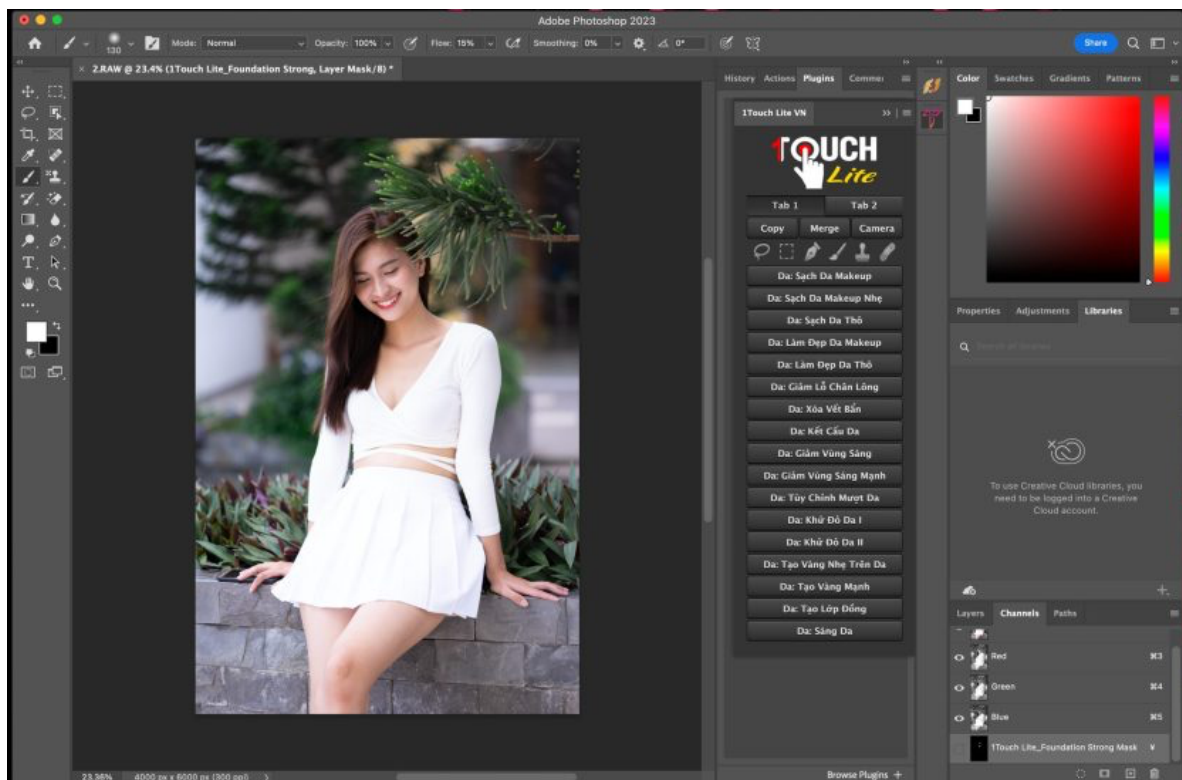 Adobe Photoshop 2023
130
Mode: Normal
Opacity: 100%
Flow: 15%
Smoothing: 0%
0°
Share
× 2.RAW @ 23.4% (1Touch Lite_Foundation Strong, Layer Mask/8) *
History Actions Plugins Commer
1Touch Lite VN
1TOUCH
Lite
Tab 1 Tab 2
Copy Merge Camera
Da: Sạch Da Makeup
Da: Sạch Da Makeup Nhẹ
Da: Sạch Da Thô
Da: Làm Đẹp Da Makeup
Da: Làm Đẹp Da Thô
Da: Giảm Lỗ Chân Lông
Da: Xóa Vết Bẩn
Da: Kết Cấu Da
Da: Giảm Vùng Sáng
Da: Giảm Vùng Sáng Mạnh
Da: Tùy Chỉnh Mượt Da
Da: Khử Đỏ Da I
Da: Khử Đỏ Da II
Da: Tạo Vàng Nhẹ Trên Da
Da: Tạo Vàng Mạnh
Da: Tạo Lớp Đồng
Da: Sáng Da
Browse Plugins +
Color Swatches Gradients Patterns
Properties Adjustments Libraries
To use Creative Cloud libraries, you
need to be logged into a Creative
Cloud account.
Layers Channels Paths
Red ⌘3
Green ⌘4
Blue ⌘5
1Touch Lite_Foundation Strong Mask
23.36% 4000 px x 6000 px (300 ppi)